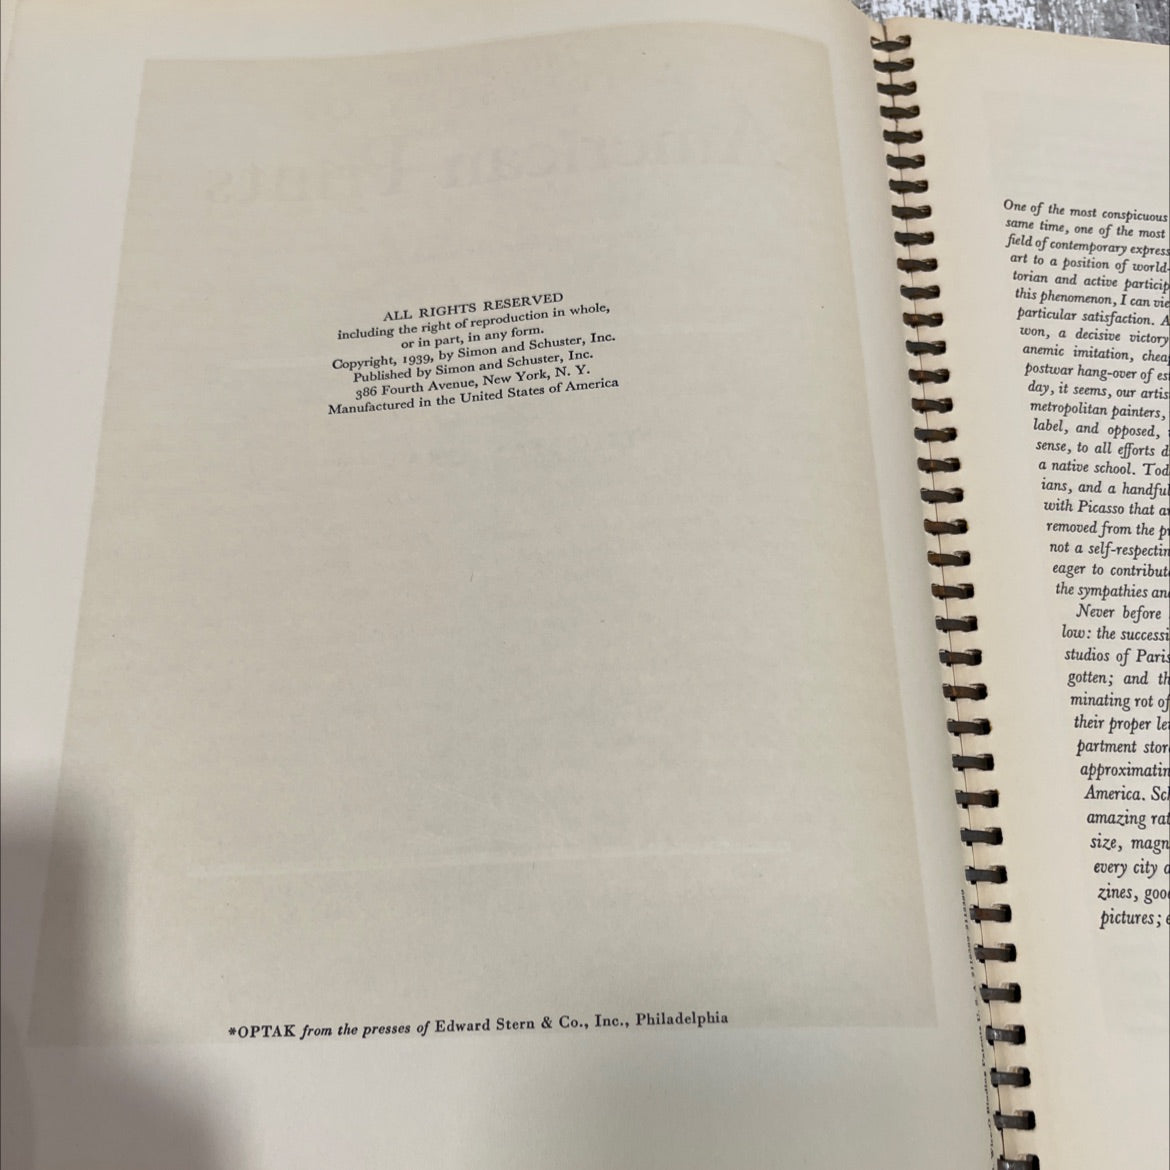 ALL RIGHTS RESERVED
including the right of reproduction in whole,
or in part, in any form.
Copyright, 1939, by Simon and Schuster, Inc.
Published by Simon and Schuster, Inc.
386 Fourth Avenue, New York, N. Y.
Manufactured in the United States of America
*OPTAK from the presses of Edward Stern & Co., Inc., Philadelphia
One of the most conspicuous
same time, one of the most
field of contemporary express
art to a position of world-
torian and active particip
this phenomenon, I can vie
particular satisfaction. A
won, a decisive victory
anemic imitation, chea
postwar hang-over of es
day, it seems, our artis
metropolitan painters,
label, and opposed,
sense, to all efforts d
a native school. Tod
ians, and a handful
with Picasso that a
removed from the p
not a self-respectin
eager to contribut
the sympathies an
Never before
low: the successi
studios of Paris
gotten; and th
minating rot of
their proper le
partment stor
approximatin
America. Sc
amazing rat
size, magn
every city
zines, goo
pictures;